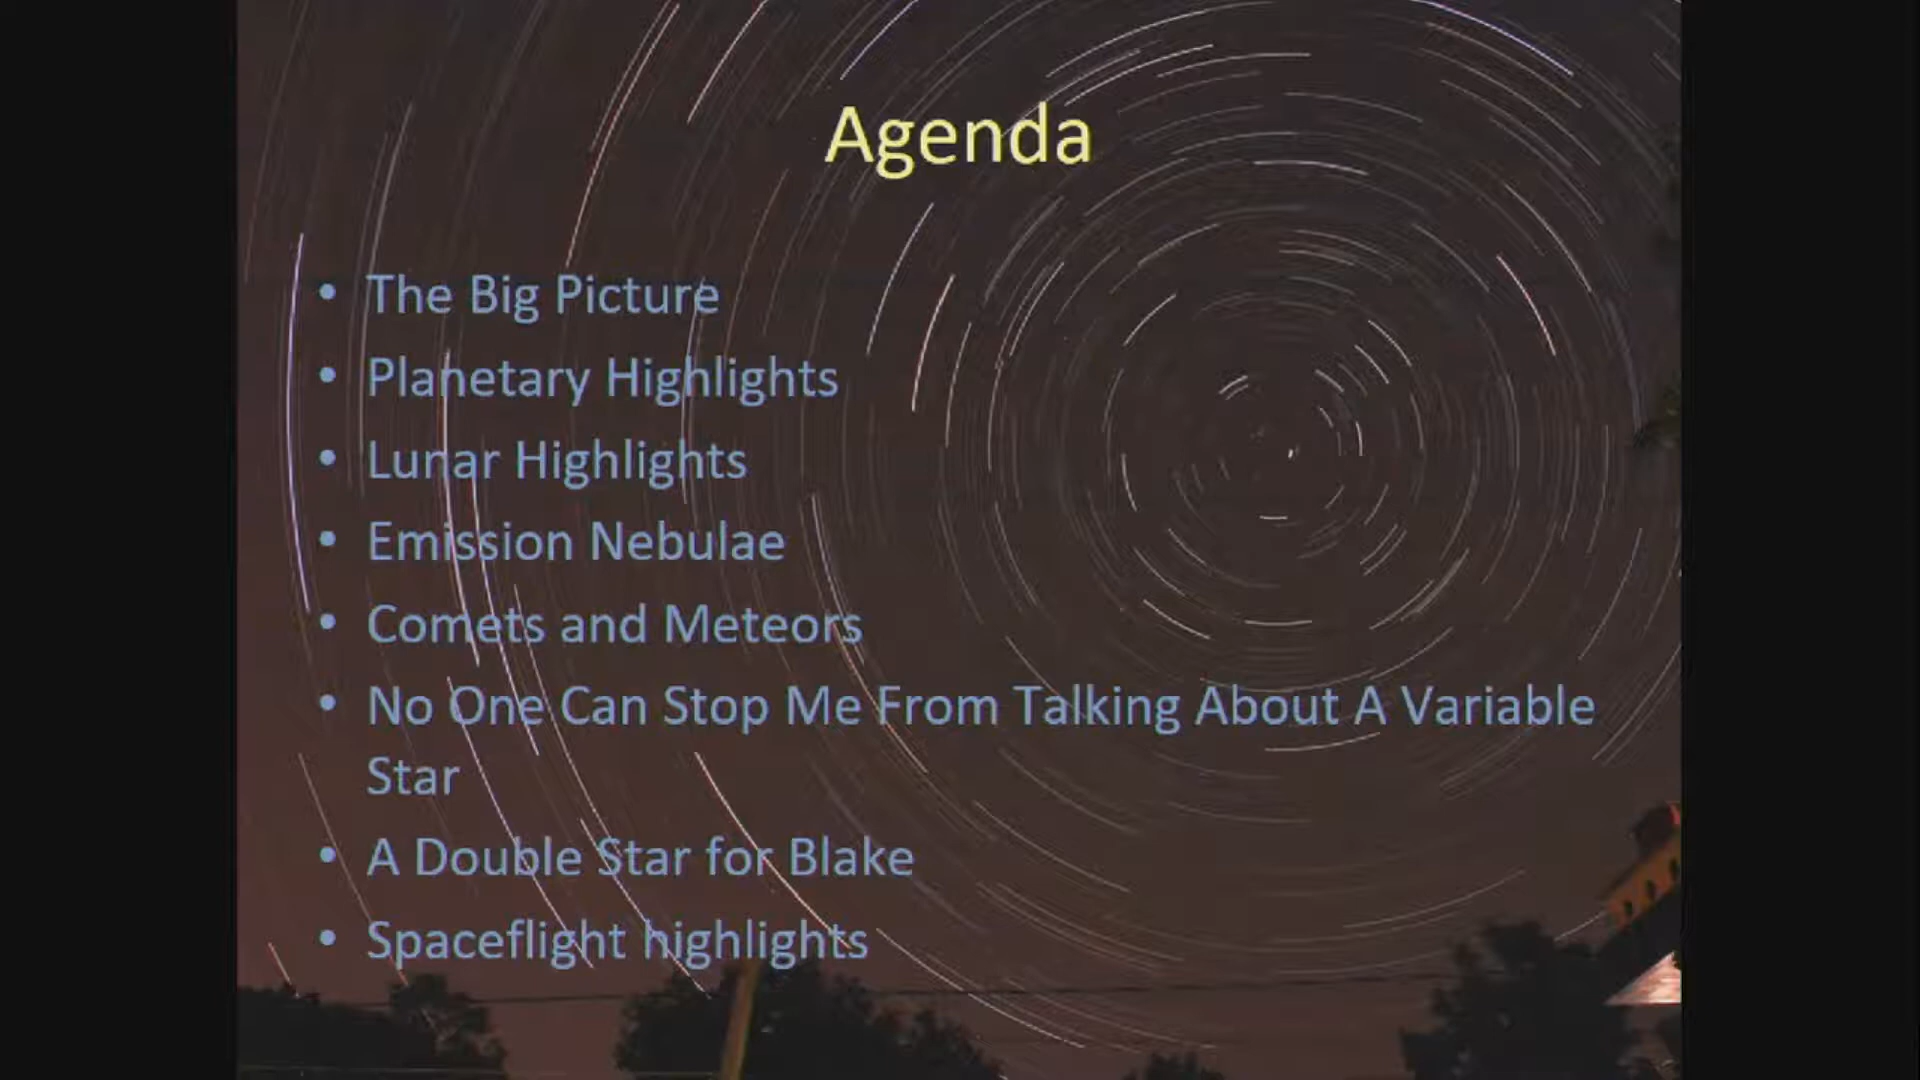 Agenda
• The Big Picture
• Planetary Highlights
• Lunar Highlights
• Emission Nebulae
• Comets and Meteors
• No One Can Stop Me From Talking About A Variable
Star
• A Double Star for Blake
• Spaceflight highlights